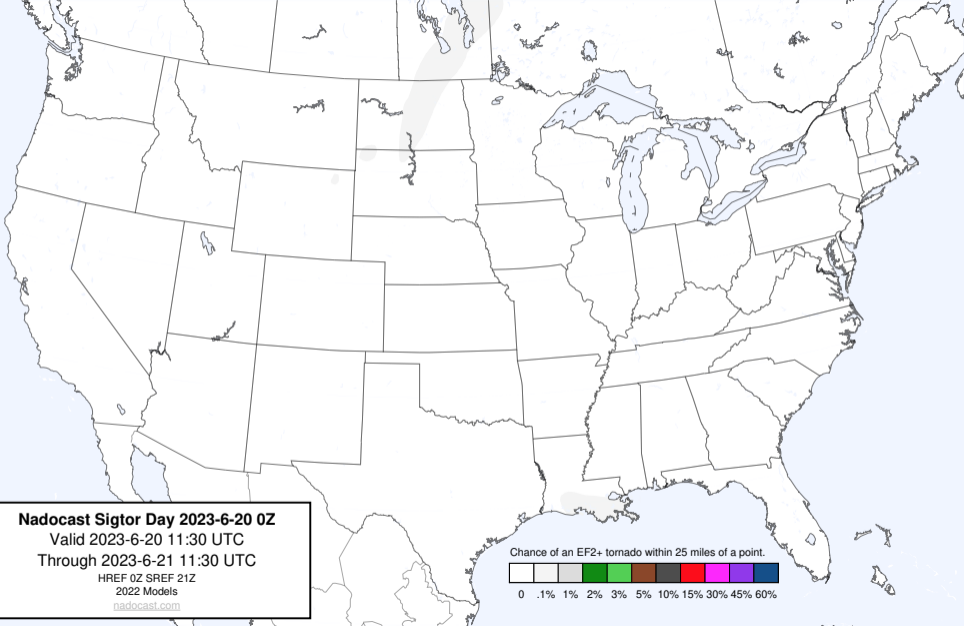 Nadocast Sigtor Day 2023-6-20 0Z
Valid 2023-6-20 11:30 UTC
Through 2023-6-21 11:30 UTC
HREF 0Z SREF 21Z
2022 Models
nadocast.com
Chance of an EF2+ tornado within 25 miles of a point.
0 .1% 1% 2% 3% 5% 10% 15% 30% 45% 60%